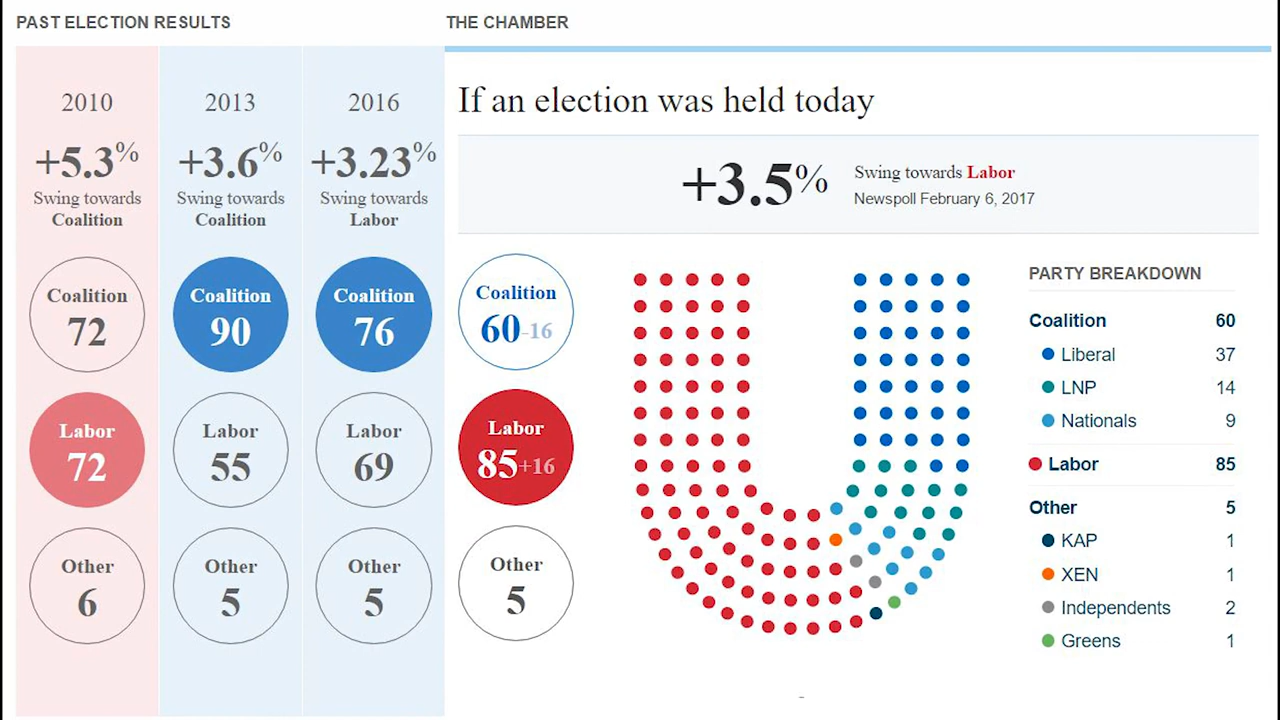 PAST ELECTION RESULTS
2010
+5.3%
Swing towards
Coalition
Coalition
72
Labor
72
Other
6
2013
+3.6%
Swing towards
Coalition
Coalition
90
Labor
55
Other
5
2016
+3.23%
Swing towards
Labor
Coalition
76
Labor
69
Other
5
THE CHAMBER
If an election was held today
+3.5%
Swing towards Labor
Newspoll February 6, 2017
Coalition
60-16
Labor
85+16
Other
5
PARTY BREAKDOWN
Coalition 60
Liberal 37
LNP 14
Nationals 9
Labor 85
Other 5
KAP 1
XEN 1
Independents 2
Greens 1